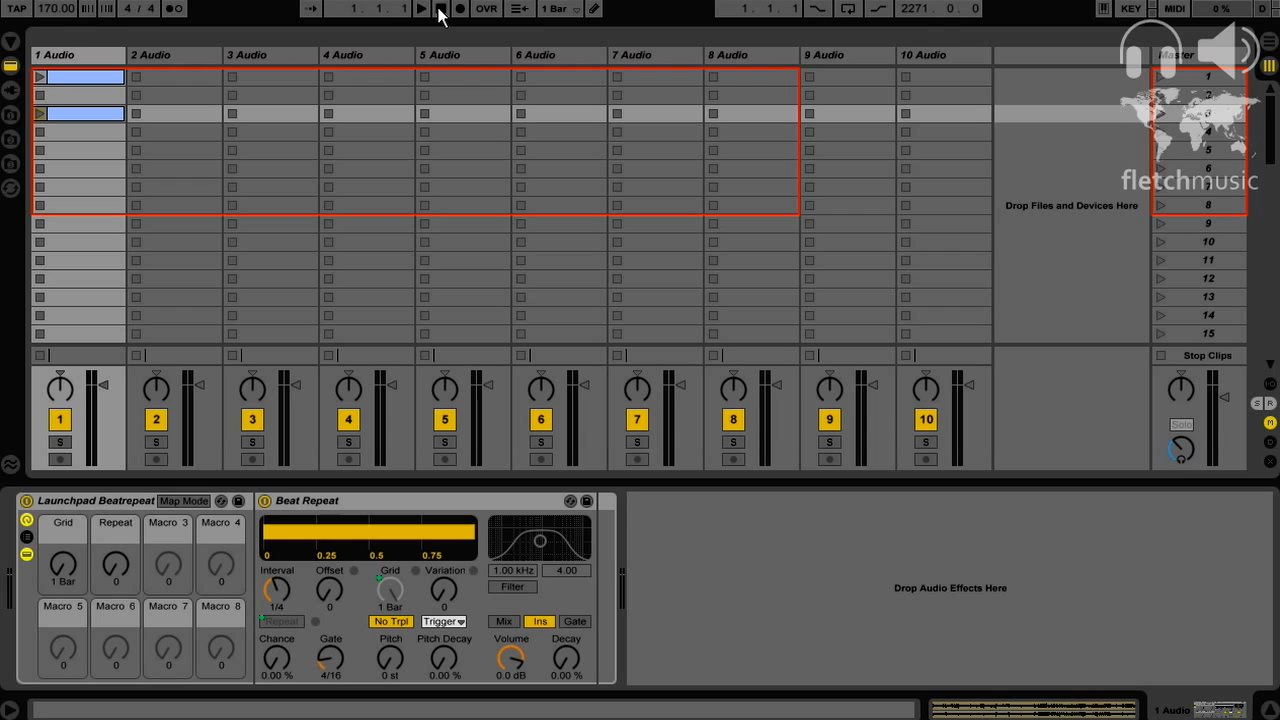 TAP 170.00 4 / 4 1. 1. 1 OVR 1 Bar 1. 1. 1 2271. 0. 0 KEY MIDI 0 % D
1 Audio 2 Audio 3 Audio 4 Audio 5 Audio 6 Audio 7 Audio 8 Audio 9 Audio 10 Audio Master
1
2
3
4
5
6
fletchmusic
7
Drop Files and Devices Here 8
9
10
11
12
13
14
15
Stop Clips
1 2 3 4 5 6 7 8 9 10 Solo
S S S S S S S S S S
S R
M
D
Launchpad Beatrepeat Map Mode Beat Repeat
Grid Repeat Macro 3 Macro 4
0 0.25 0.5 0.75
Interval Offset Grid Variation 1.00 kHz 4.00
1 Bar 0 0 0
Filter
1/4 0 1 Bar 0
Macro 5 Macro 6 Macro 7 Macro 8
Repeat No Trpl Trigger Mix Ins Gate
Chance Gate Pitch Pitch Decay Volume Decay
0 0 0 0
0.00 % 4/16 0 st 0.00 % 0.0 dB 0.00 %
Drop Audio Effects Here
1 Audio